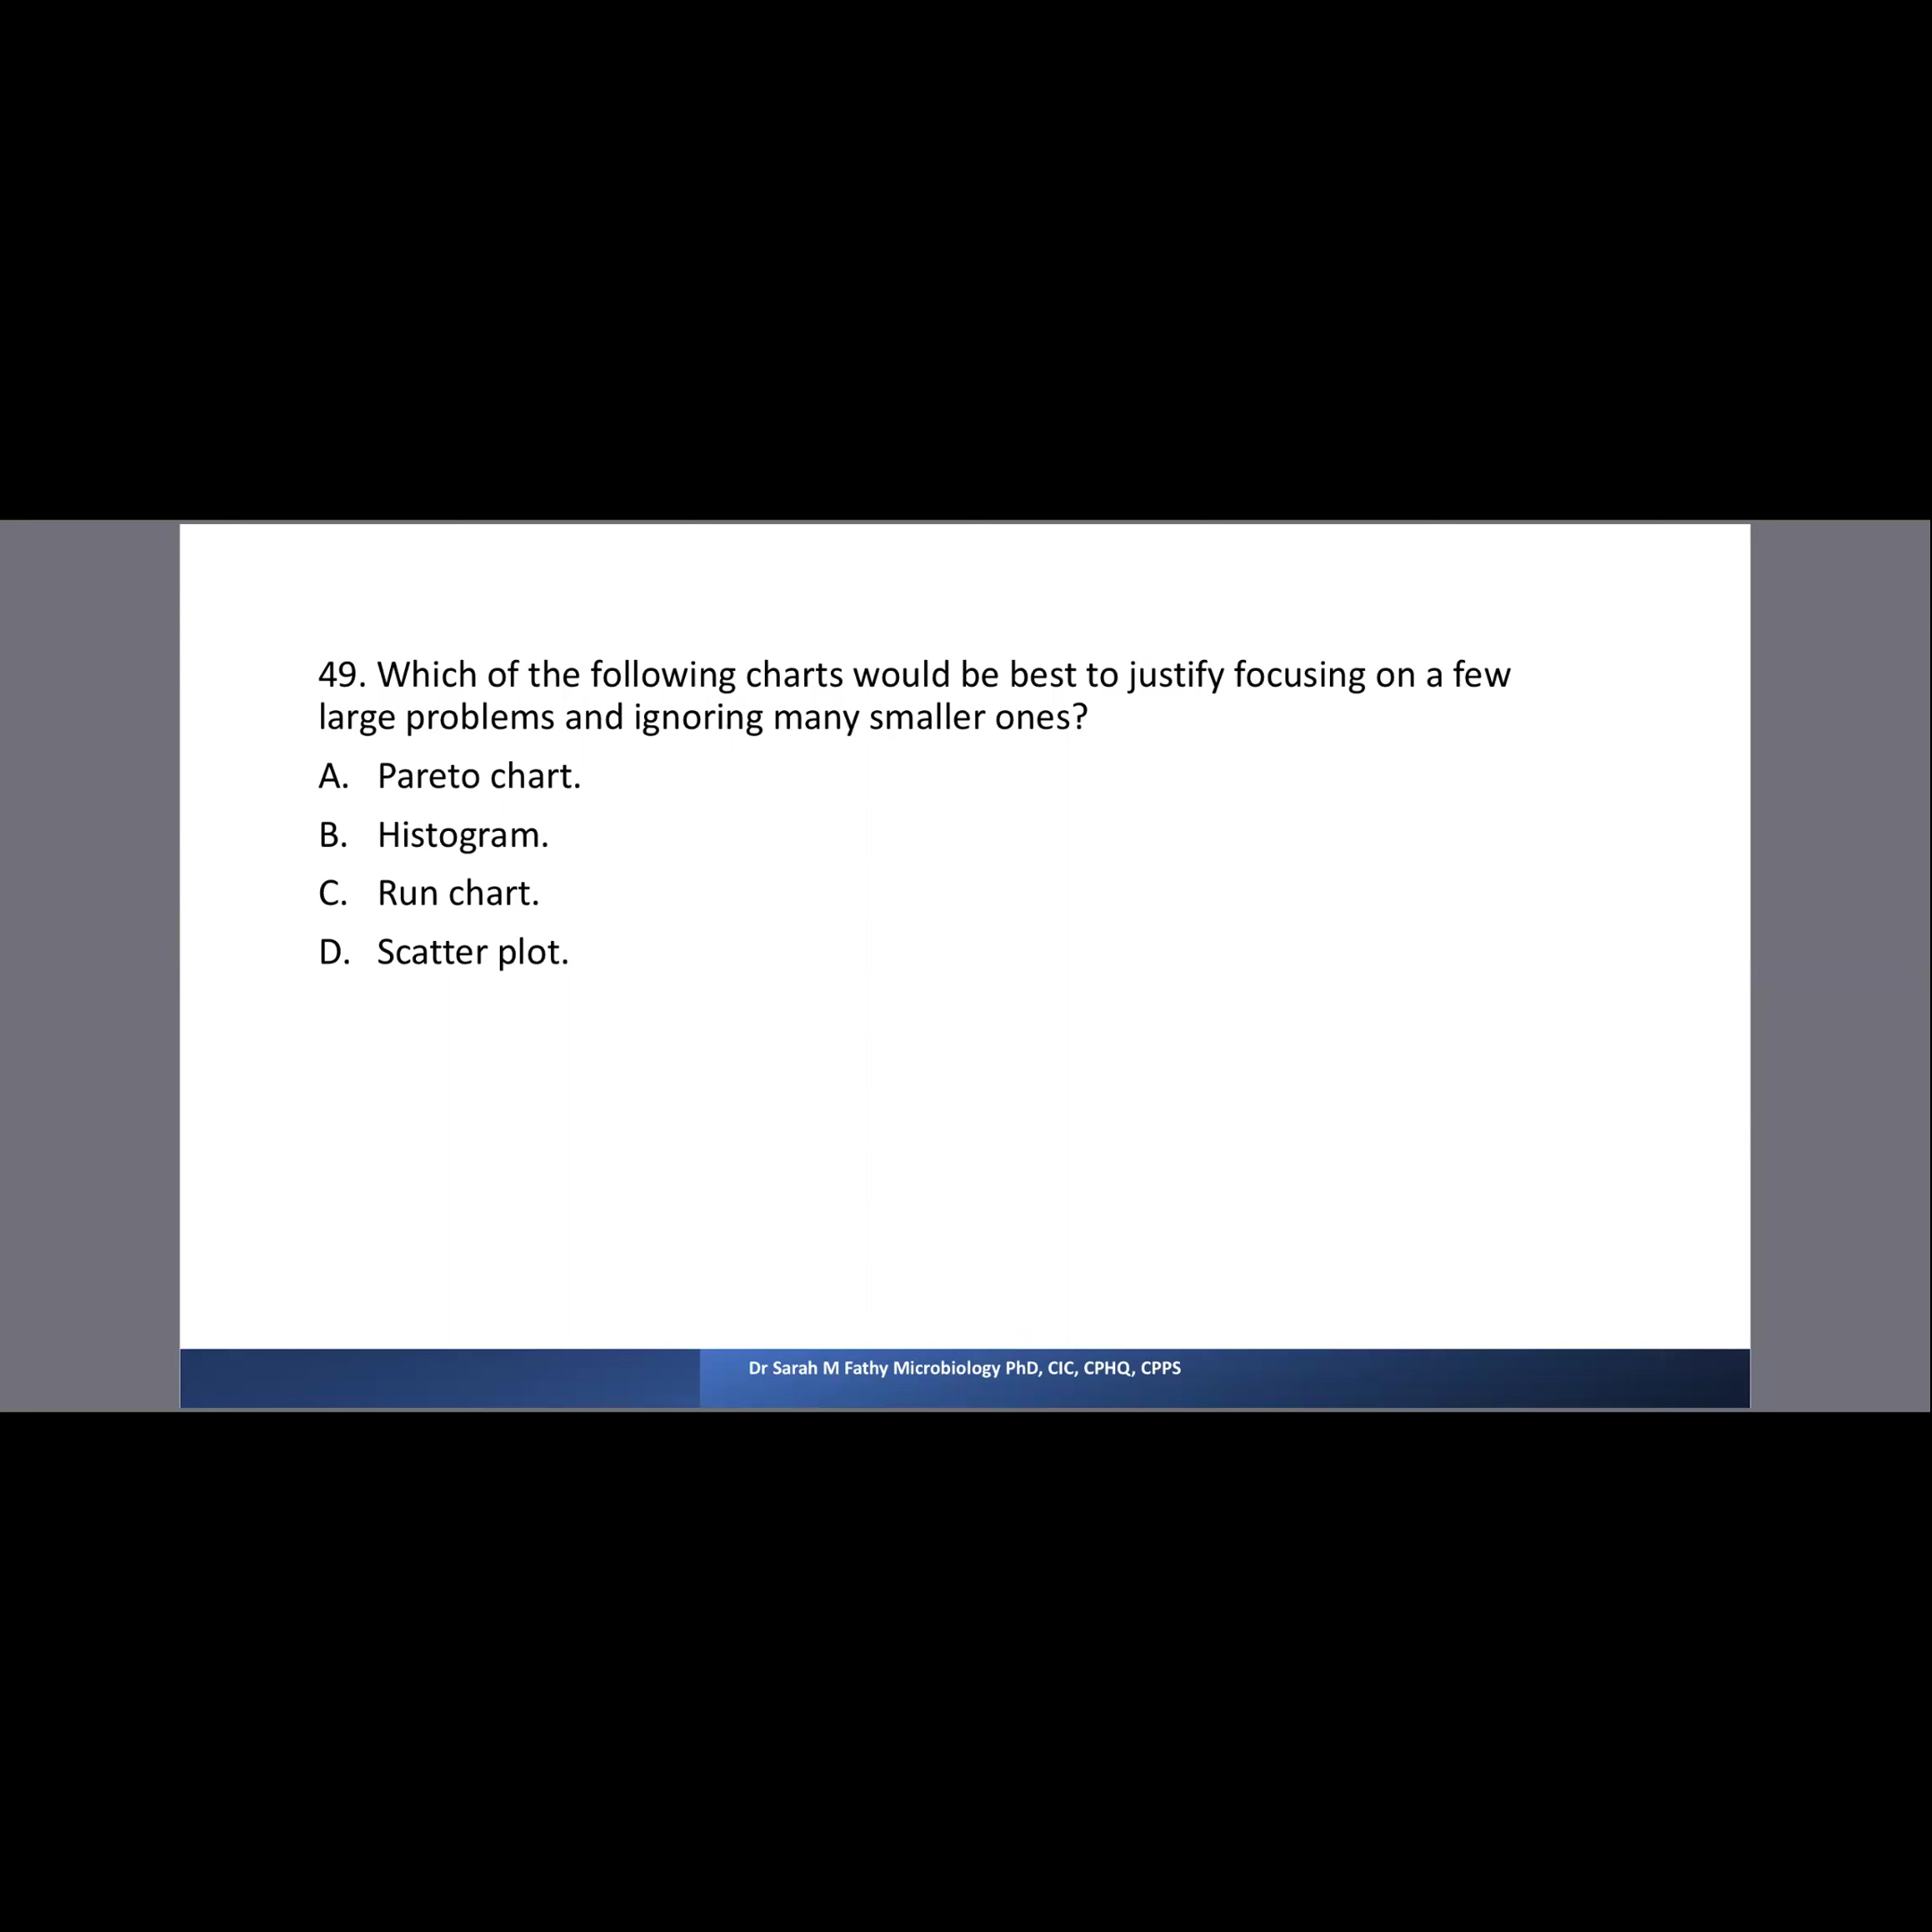 49. Which of the following charts would be best to justify focusing on a few
large problems and ignoring many smaller ones?
A. Pareto chart.
B. Histogram.
C. Run chart.
D. Scatter plot.
Dr Sarah M Fathy Microbiology PhD, CIC, CPHQ, CPPS